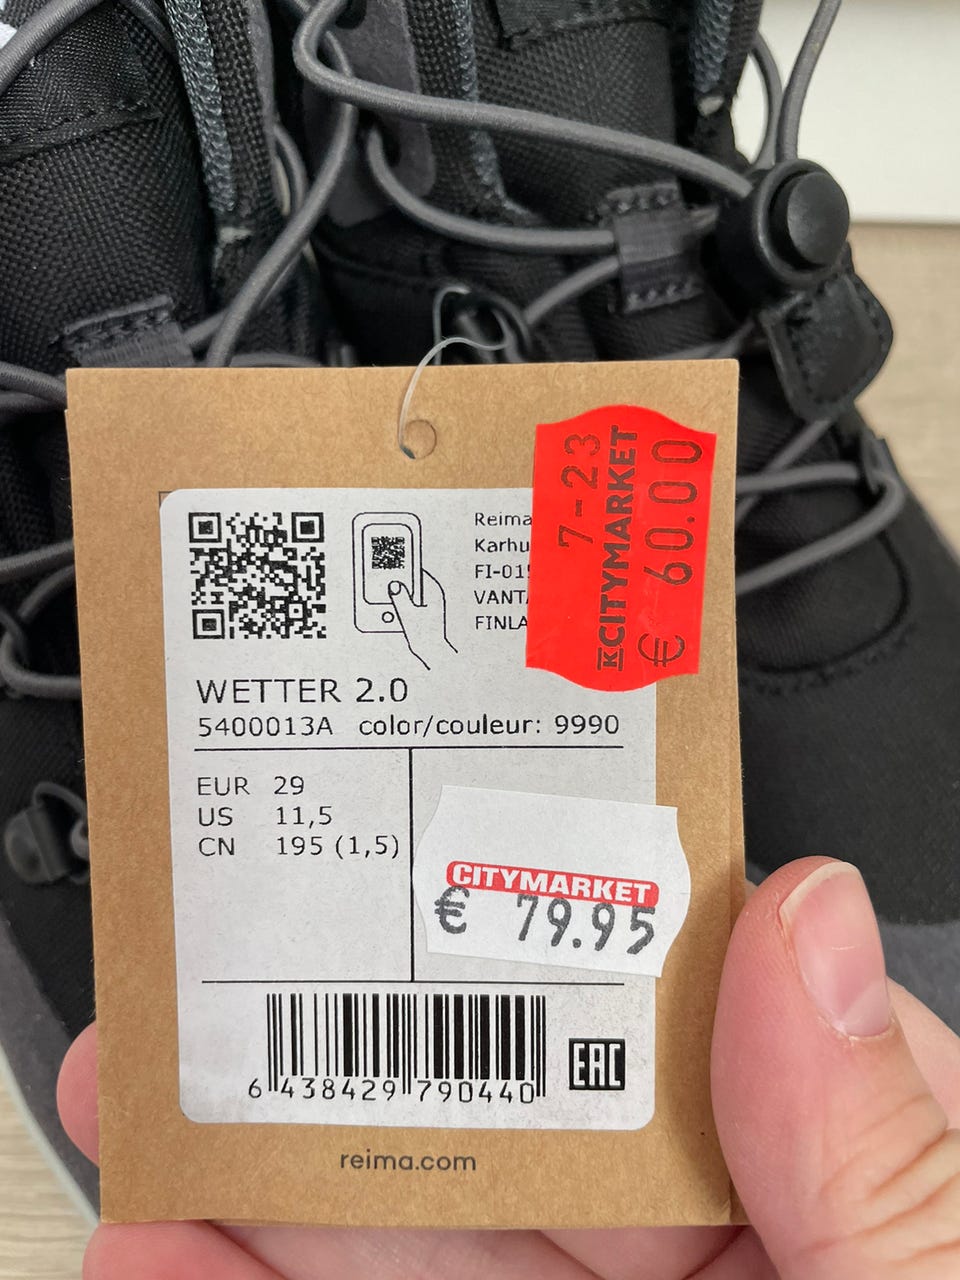 7-23
KCITYMARKET
€ 60.00
Reima
Karhu
FI-01
VANTA
FINLA
WETTER 2.0
5400013A color/couleur: 9990
EUR 29
US 11,5
CN 195 (1,5)
CITYMARKET
€ 79.95
6 438429 790440
EAC
reima.com